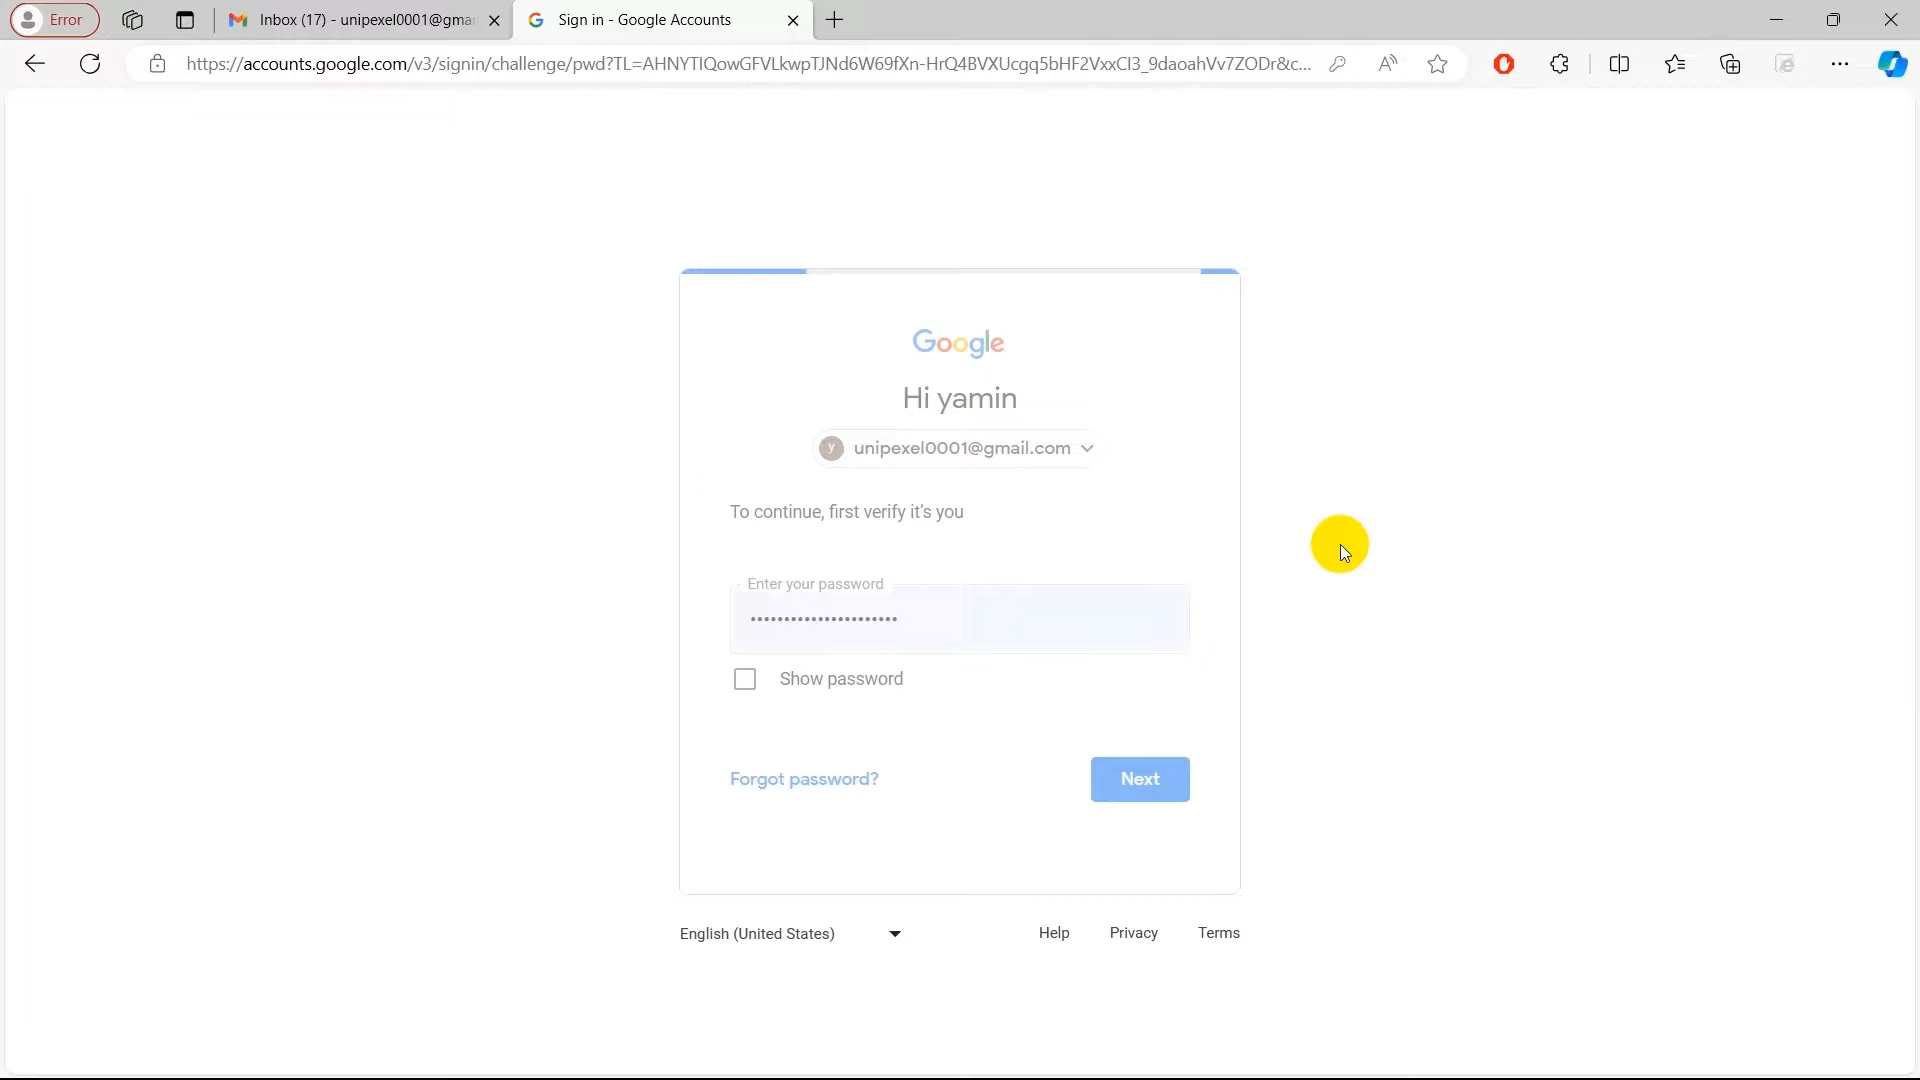 Error
Inbox (17) - unipexel0001@gmai
Sign in - Google Accounts
https://accounts.google.com/v3/signin/challenge/pwd?TL=AHNYTIQowGFVLkwpTJNd6W69fXn-HrQ4BVXUcgq5bHF2VxxCI3_9daoahVv7ZODr&c...
Google
Hi yamin
y
unipexel0001@gmail.com
To continue, first verify it's you
Enter your password
Show password
Forgot password?
Next
English (United States)
Help
Privacy
Terms